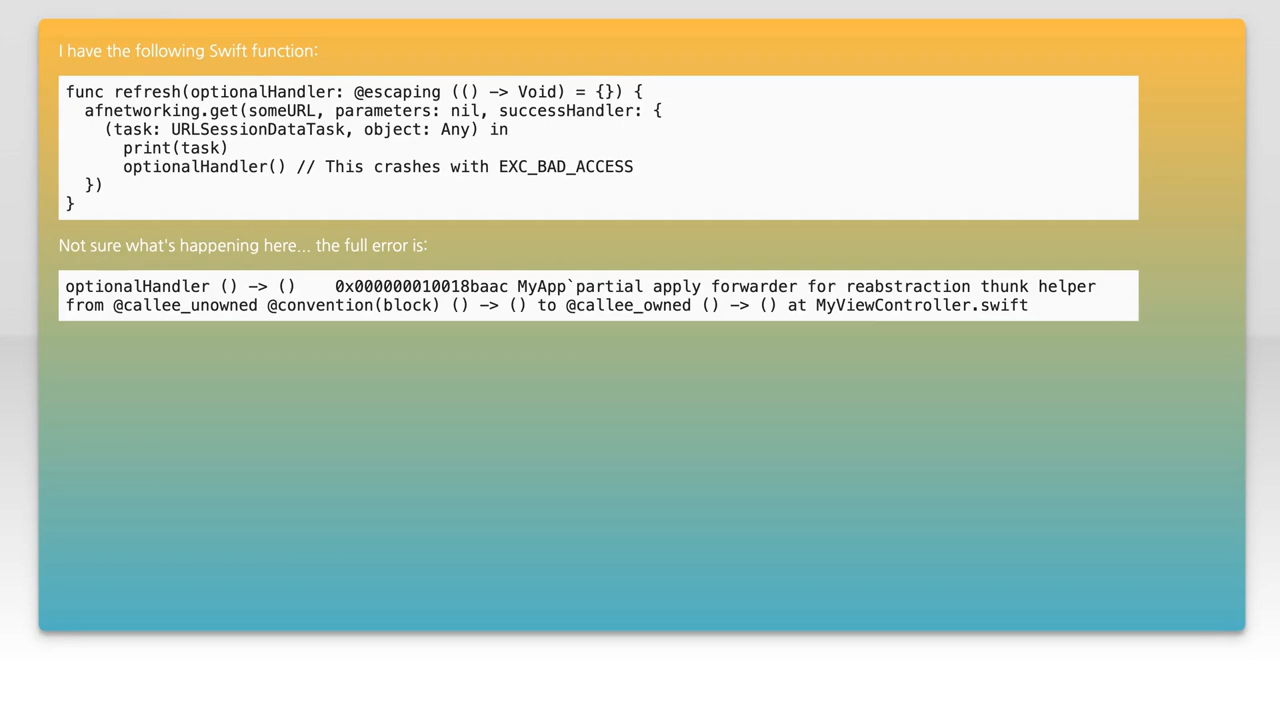 I have the following Swift function:
func refresh(optionalHandler: @escaping (() -> Void) = {}) {
  afnetworking.get(someURL, parameters: nil, successHandler: {
    (task: URLSessionDataTask, object: Any) in
      print(task)
      optionalHandler() // This crashes with EXC_BAD_ACCESS
  })
}
Not sure what's happening here... the full error is:
optionalHandler () -> ()    0x000000010018baac MyApp`partial apply forwarder for reabstraction thunk helper
from @callee_unowned @convention(block) () -> () to @callee_owned () -> () at MyViewController.swift